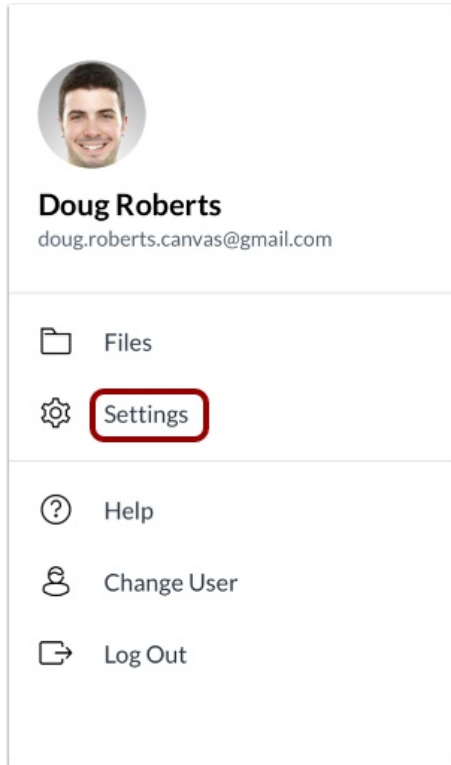 Doug Roberts
doug.roberts.canvas@gmail.com
Files
Settings
Help
Change User
Log Out